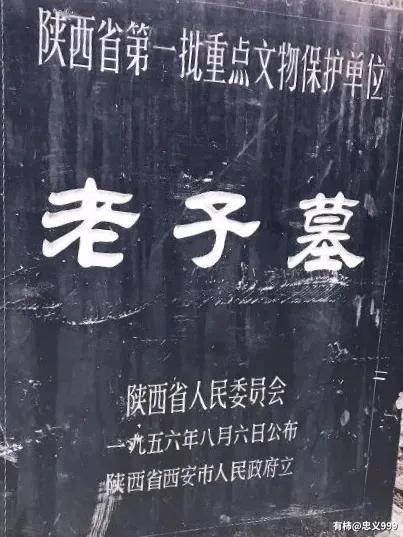 陕西省第一批重点文物保护单位
老子墓
陕西省人民委员会
一九五六年八月六日公布
陕西省西安市人民政府立
有柿@忠义999